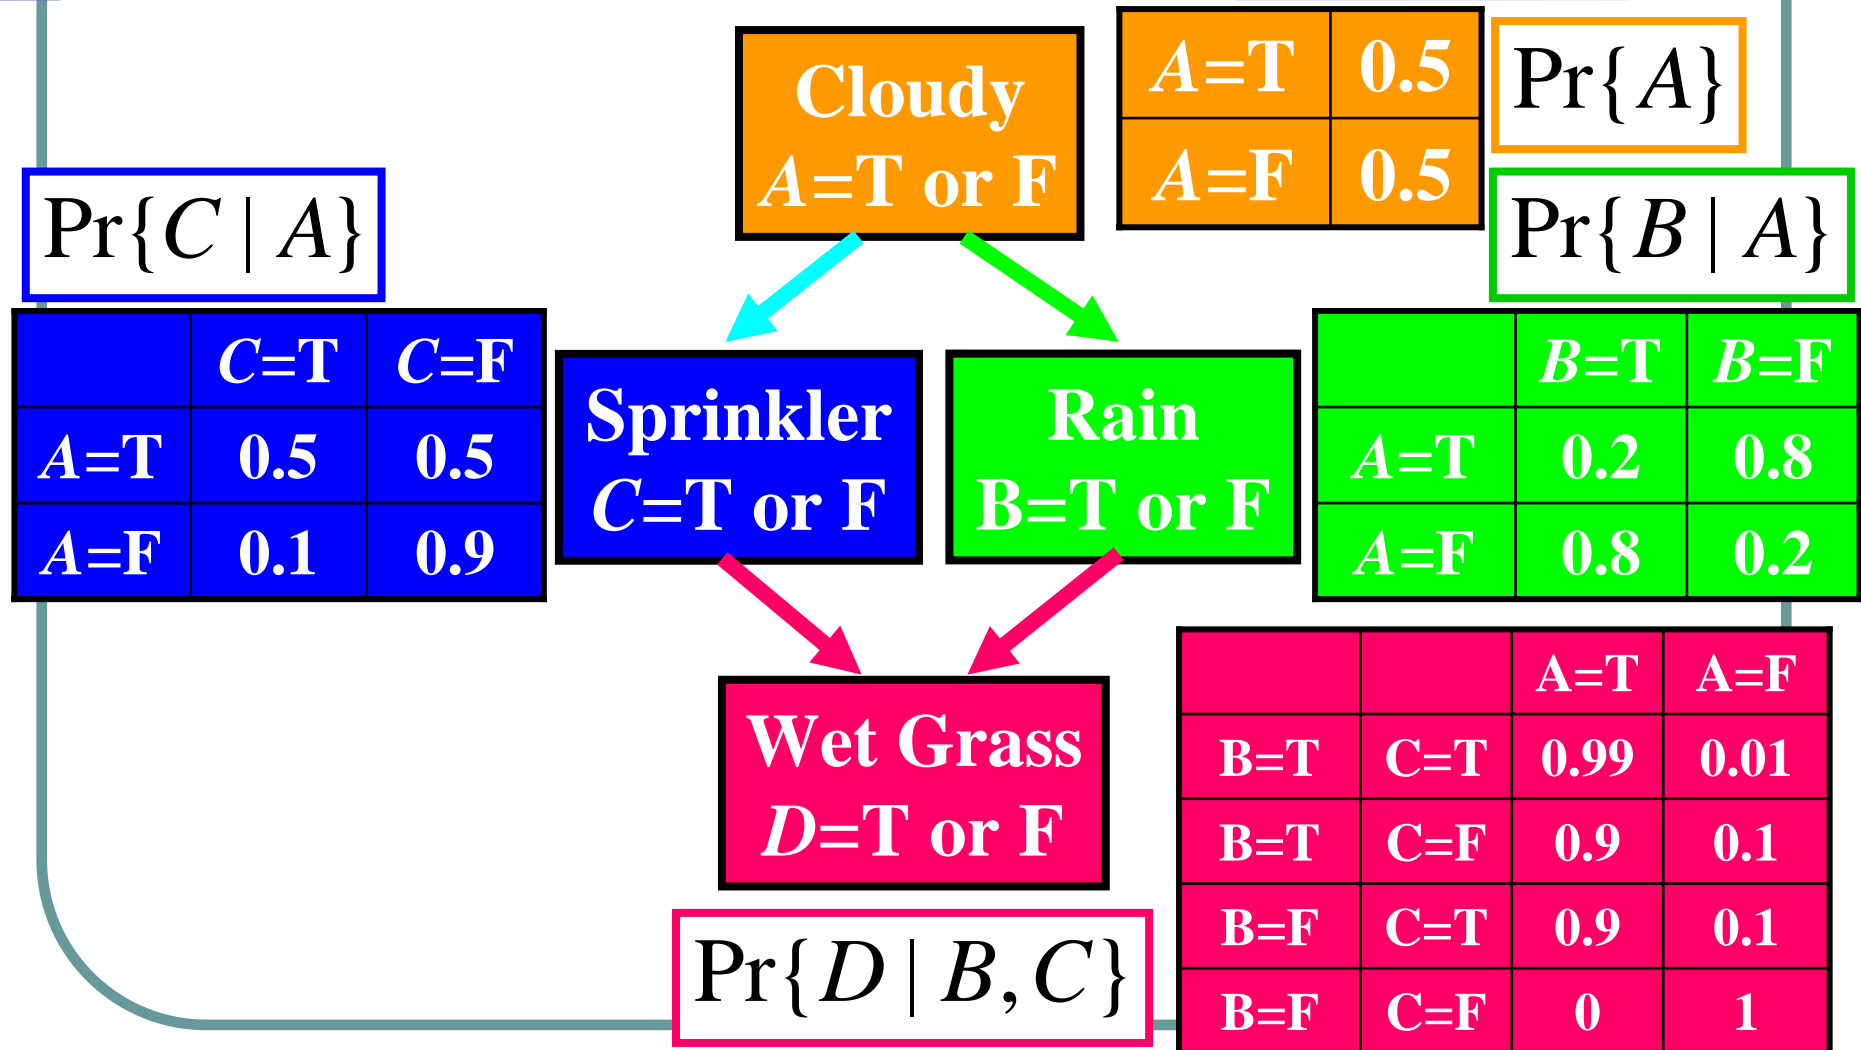 Cloudy
A=T or F
A=T 0.5
A=F 0.5
Pr{A}
Pr{C | A}
Pr{B | A}
C=T C=F
A=T 0.5 0.5
A=F 0.1 0.9
Sprinkler
C=T or F
Rain
B=T or F
B=T B=F
A=T 0.2 0.8
A=F 0.8 0.2
Wet Grass
D=T or F
A=T A=F
B=T C=T 0.99 0.01
B=T C=F 0.9 0.1
B=F C=T 0.9 0.1
B=F C=F 0 1
Pr{D | B,C}